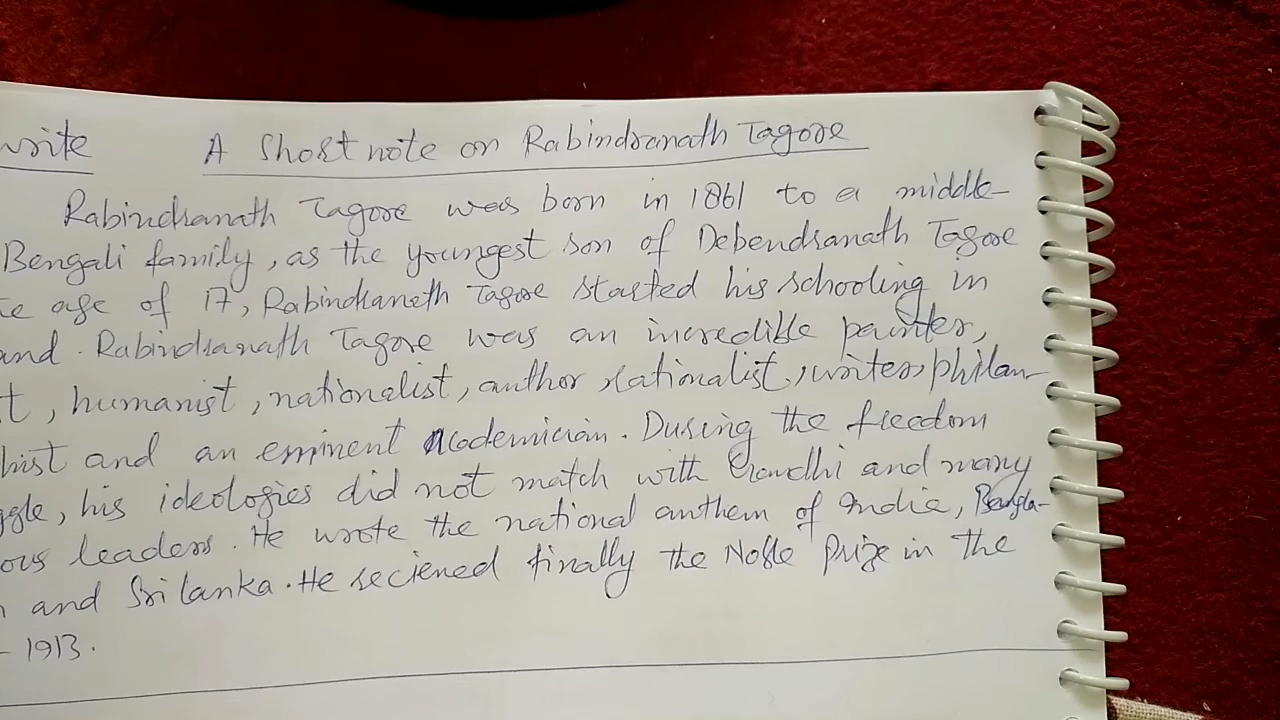 write A Short note on Rabindranath Tagore
Rabindranath Tagore was born in 1861 to a middle-
Bengali family, as the youngest son of Debendranath Tagore
age of 17, Rabindranath Tagore started his schooling in
and. Rabindranath Tagore was an incredible painter,
t, humanist, nationalist, author rationalist, writer, philan-
hist and an eminent academician. During the freedom
ggle, his ideologies did not match with Gandhi and many
ous leaders. He wrote the national anthem of India, Bangla-
and Sri lanka. He recieved finally the Noble Prize in the
- 1913.